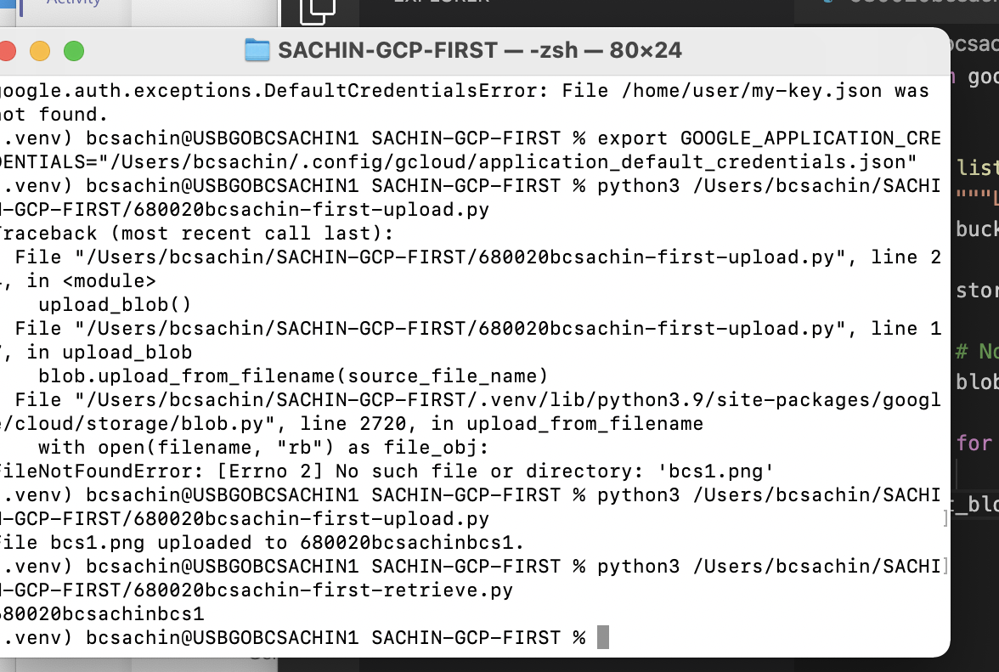 Activity
EXPLORER
SACHIN-GCP-FIRST — -zsh — 80×24
google.auth.exceptions.DefaultCredentialsError: File /home/user/my-key.json was
not found.
.venv) bcsachin@USBGOBCSACHIN1 SACHIN-GCP-FIRST % export GOOGLE_APPLICATION_CRE
DENTIALS="/Users/bcsachin/.config/gcloud/application_default_credentials.json"
.venv) bcsachin@USBGOBCSACHIN1 SACHIN-GCP-FIRST % python3 /Users/bcsachin/SACHI
N-GCP-FIRST/680020bcsachin-first-upload.py
Traceback (most recent call last):
File "/Users/bcsachin/SACHIN-GCP-FIRST/680020bcsachin-first-upload.py", line 2
, in <module>
upload_blob()
File "/Users/bcsachin/SACHIN-GCP-FIRST/680020bcsachin-first-upload.py", line 1
, in upload_blob
blob.upload_from_filename(source_file_name)
File "/Users/bcsachin/SACHIN-GCP-FIRST/.venv/lib/python3.9/site-packages/googl
e/cloud/storage/blob.py", line 2720, in upload_from_filename
with open(filename, "rb") as file_obj:
FileNotFoundError: [Errno 2] No such file or directory: 'bcs1.png'
.venv) bcsachin@USBGOBCSACHIN1 SACHIN-GCP-FIRST % python3 /Users/bcsachin/SACHI
N-GCP-FIRST/680020bcsachin-first-upload.py
File bcs1.png uploaded to 680020bcsachinbcs1.
.venv) bcsachin@USBGOBCSACHIN1 SACHIN-GCP-FIRST % python3 /Users/bcsachin/SACHI
N-GCP-FIRST/680020bcsachin-first-retrieve.py
680020bcsachinbcs1
.venv) bcsachin@USBGOBCSACHIN1 SACHIN-GCP-FIRST %
goo
list
"""L
buck
stor
# No
blob
for
_blo